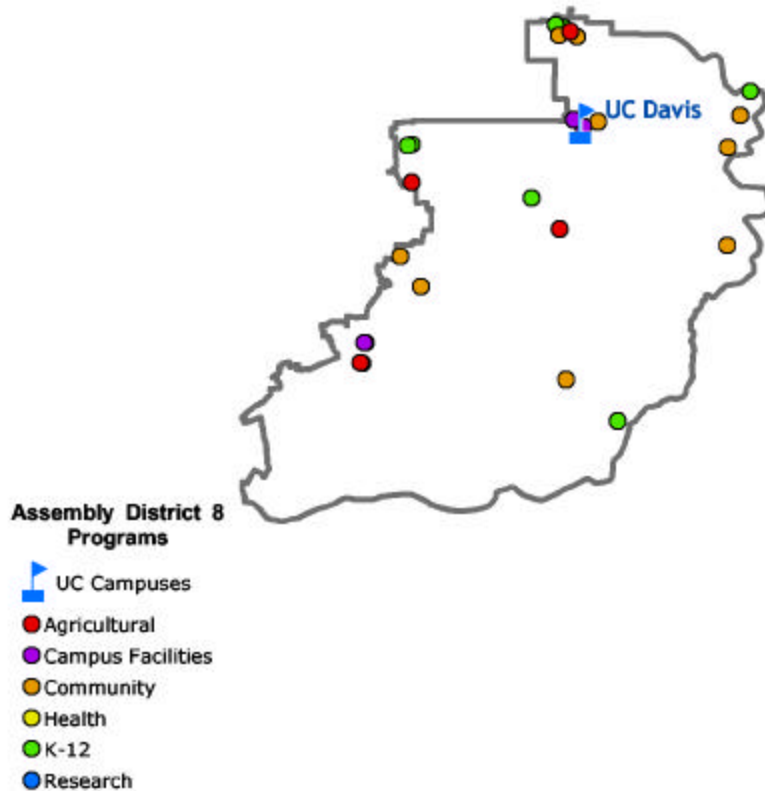 UC Davis
Assembly District 8
Programs
UC Campuses
Agricultural
Campus Facilities
Community
Health
K-12
Research